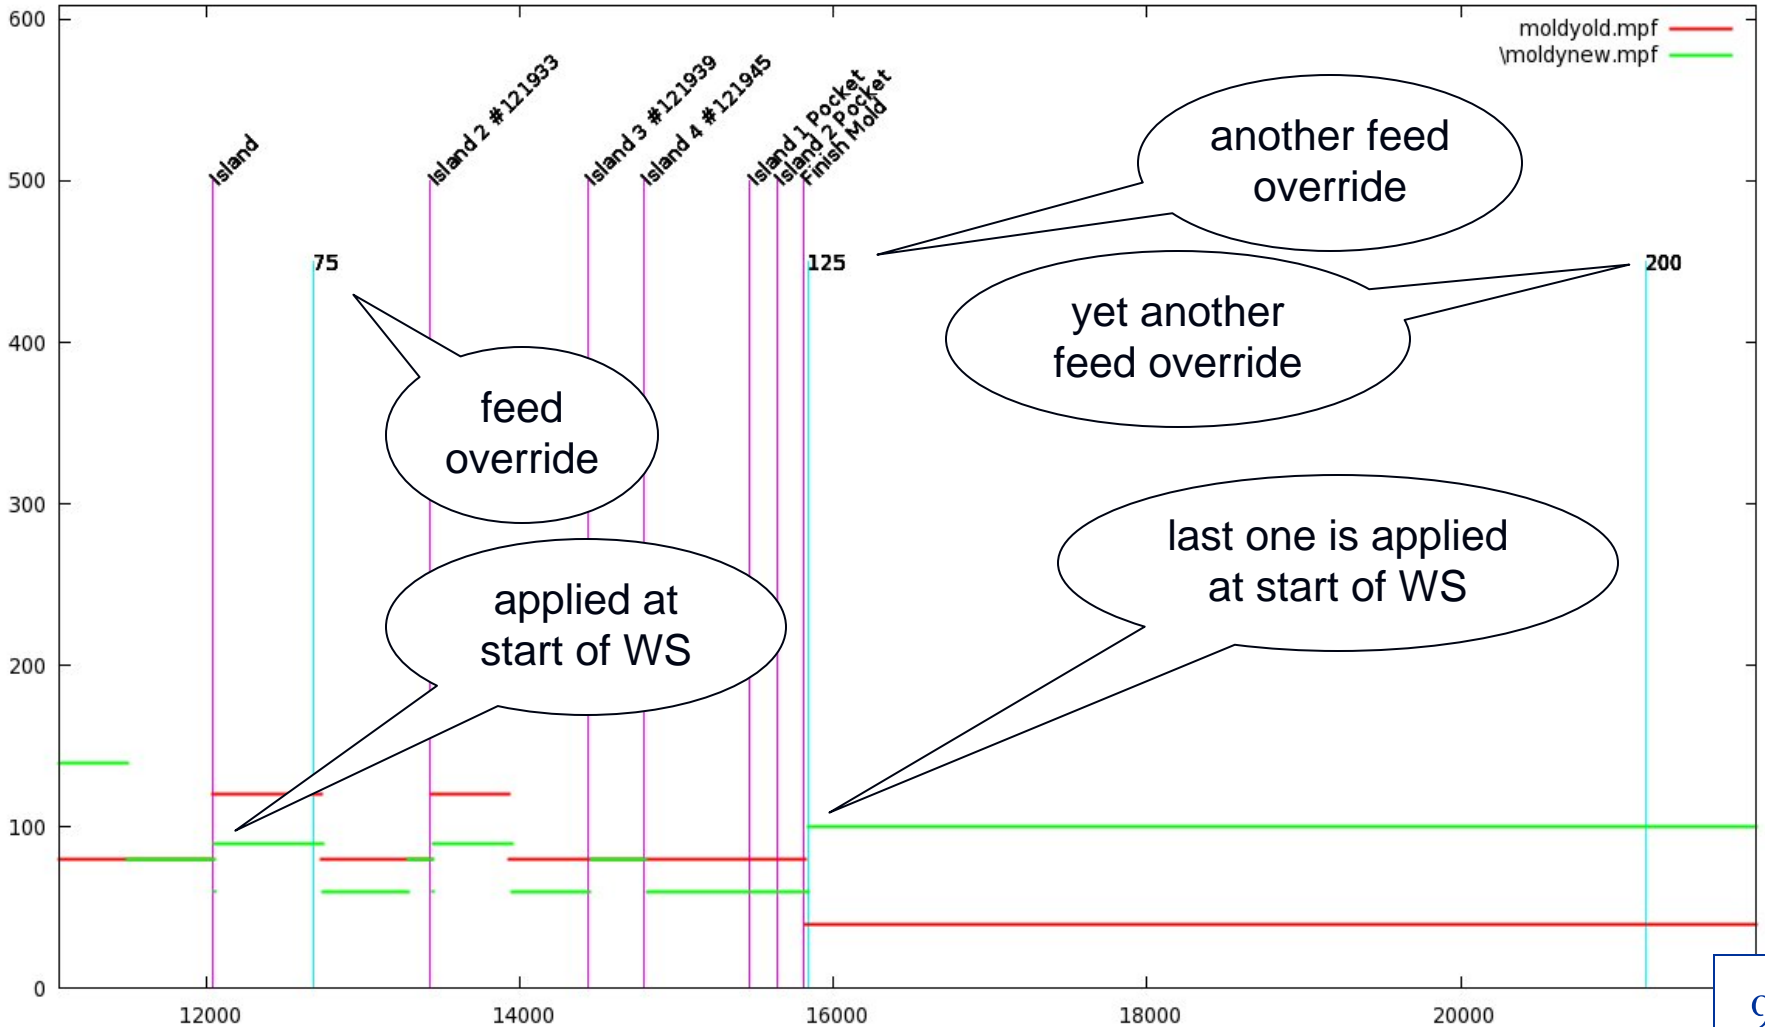 600
500
400
300
200
100
0
12000
14000
16000
18000
20000
moldyold.mpf
\moldynew.mpf
Island
Island 2 #121933
Island 3 #121939
Island 4 #121945
Island 1 Pocket
Island 2 Pocket
Finish Mold
75
125
200
another feed
override
yet another
feed override
feed
override
applied at
start of WS
last one is applied
at start of WS